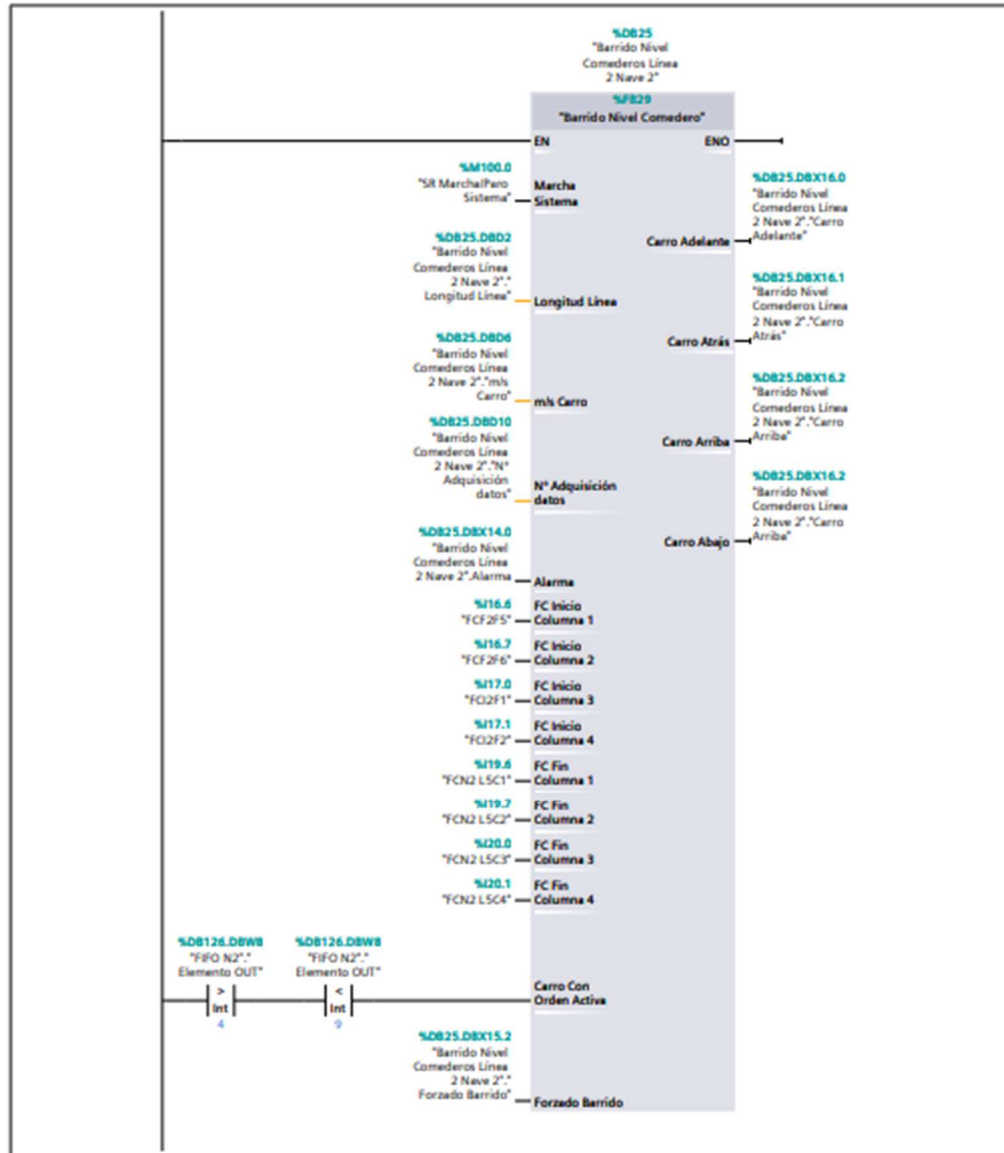 %DB25
"Barrido Nivel
Comederos Línea
2 Nave 2"
%FB29
"Barrido Nivel Comedero"
EN
ENO
%M100.0
"SR Marcha/Paro
Sistema"
Marcha
Sistema
%DB25.DBX16.0
"Barrido Nivel
Comederos Línea
2 Nave 2"."Carro
Adelante"
Carro Adelante
%DB25.DBD2
"Barrido Nivel
Comederos Línea
2 Nave 2"."
Longitud Línea"
Longitud Línea
%DB25.DBX16.1
"Barrido Nivel
Comederos Línea
2 Nave 2"."Carro
Atrás"
Carro Atrás
%DB25.DBD6
"Barrido Nivel
Comederos Línea
2 Nave 2"."m/s
Carro"
m/s Carro
%DB25.DBX16.2
"Barrido Nivel
Comederos Línea
2 Nave 2"."Carro
Arriba"
Carro Arriba
%DB25.DBD10
"Barrido Nivel
Comederos Línea
2 Nave 2"."Nº
Adquisición
datos"
Nº Adquisición
datos
%DB25.DBX16.2
"Barrido Nivel
Comederos Línea
2 Nave 2"."Carro
Arriba"
Carro Abajo
%DB25.DBX14.0
"Barrido Nivel
Comederos Línea
2 Nave 2".Alarma
Alarma
%I16.6
"FCF2F5"
FC Inicio
Columna 1
%I16.7
"FCF2F6"
FC Inicio
Columna 2
%I17.0
"FCI2F1"
FC Inicio
Columna 3
%I17.1
"FCI2F2"
FC Inicio
Columna 4
%I19.6
"FCN2 L5C1"
FC Fin
Columna 1
%I19.7
"FCN2 L5C2"
FC Fin
Columna 2
%I20.0
"FCN2 L5C3"
FC Fin
Columna 3
%I20.1
"FCN2 L5C4"
FC Fin
Columna 4
%DB126.DBW8
"FIFO N2"."
Elemento OUT"
>
Int
4
%DB126.DBW8
"FIFO N2"."
Elemento OUT"
<
Int
9
Carro Con
Orden Activa
%DB25.DBX15.2
"Barrido Nivel
Comederos Línea
2 Nave 2"."
Forzado Barrido"
Forzado Barrido